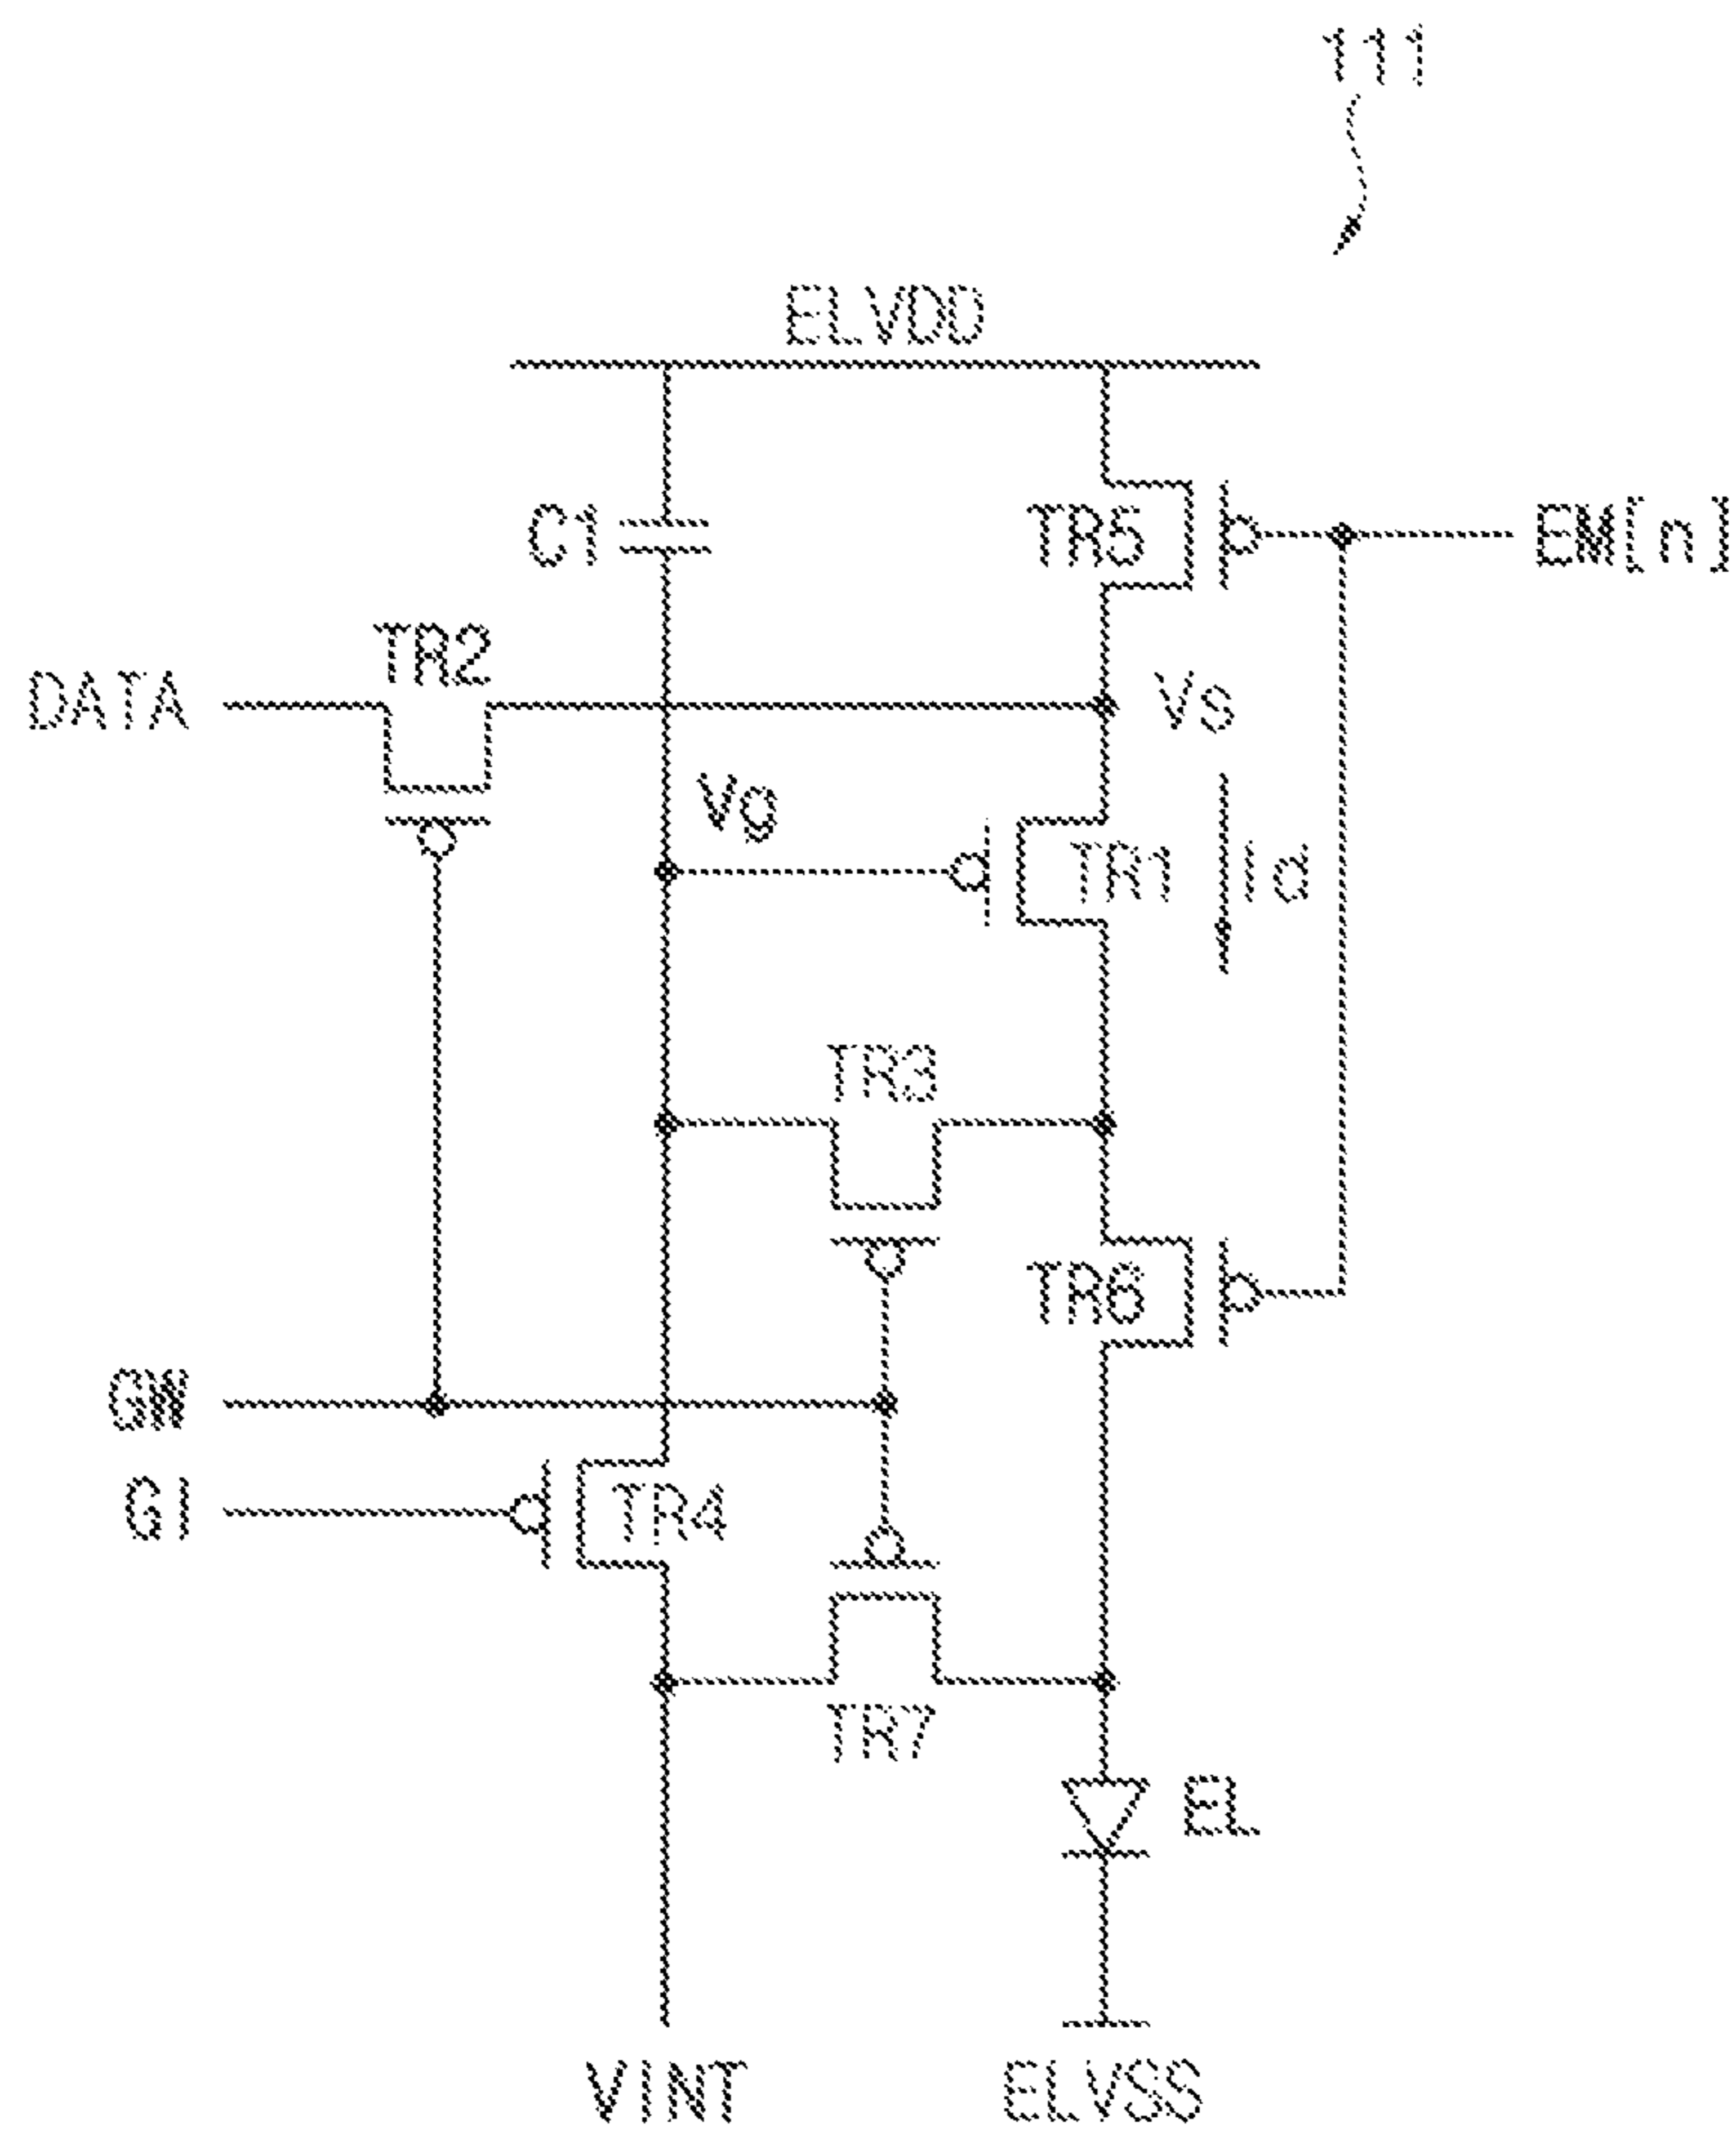 111
ELVDD
C1
TR5
EM[n]
TR2
DATA
Vs
Vg
TR1
Id
TR3
TR6
GW
GI
TR4
TR7
EL
VINT
ELVSS